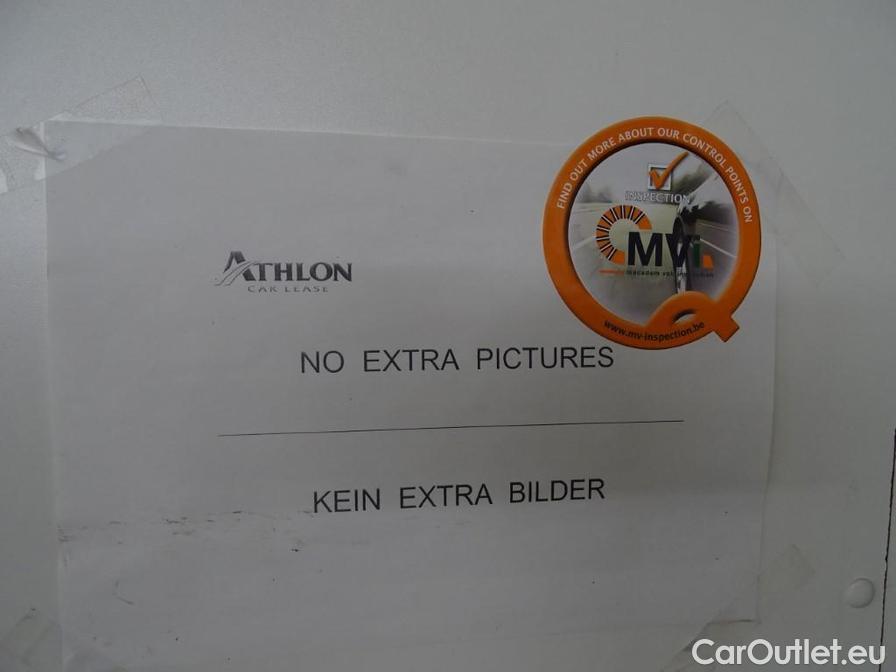 FIND OUT MORE ABOUT OUR CONTROL POINTS ON
INSPECTION
MVi
www.mv-inspection.be
ATHLON
CAR LEASE
NO EXTRA PICTURES
KEIN EXTRA BILDER
CarOutlet.eu